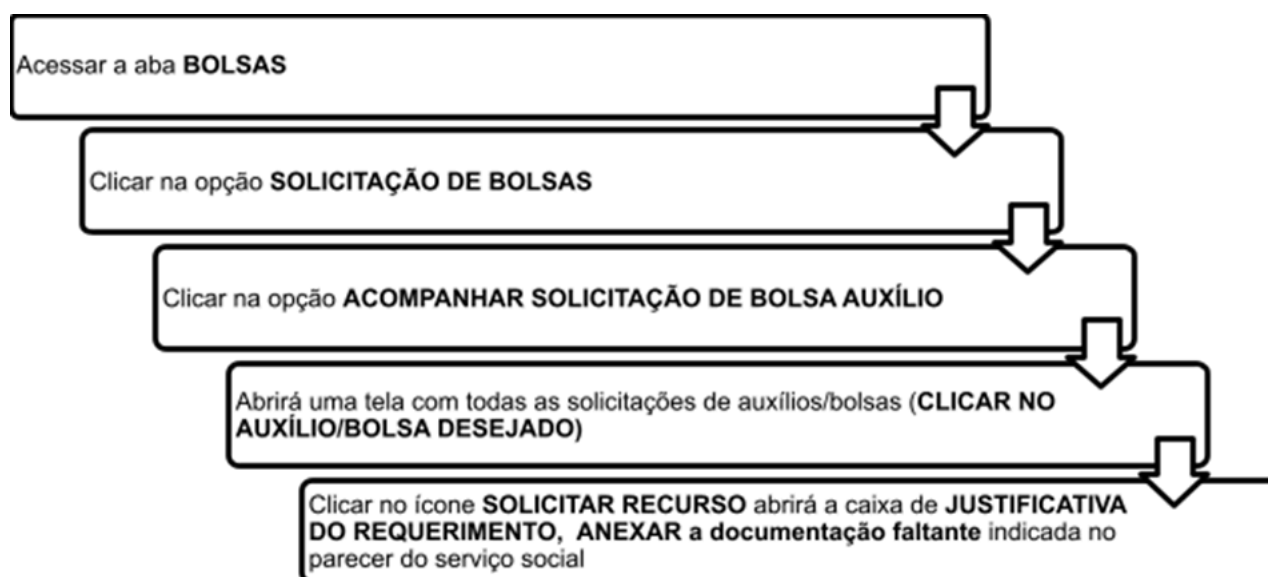 Acessar a aba BOLSAS
Clicar na opção SOLICITAÇÃO DE BOLSAS
Clicar na opção ACOMPANHAR SOLICITAÇÃO DE BOLSA AUXÍLIO
Abrirá uma tela com todas as solicitações de auxílios/bolsas (CLICAR NO
AUXÍLIO/BOLSA DESEJADO)
Clicar no ícone SOLICITAR RECURSO abrirá a caixa de JUSTIFICATIVA
DO REQUERIMENTO, ANEXAR a documentação faltante indicada no
parecer do serviço social